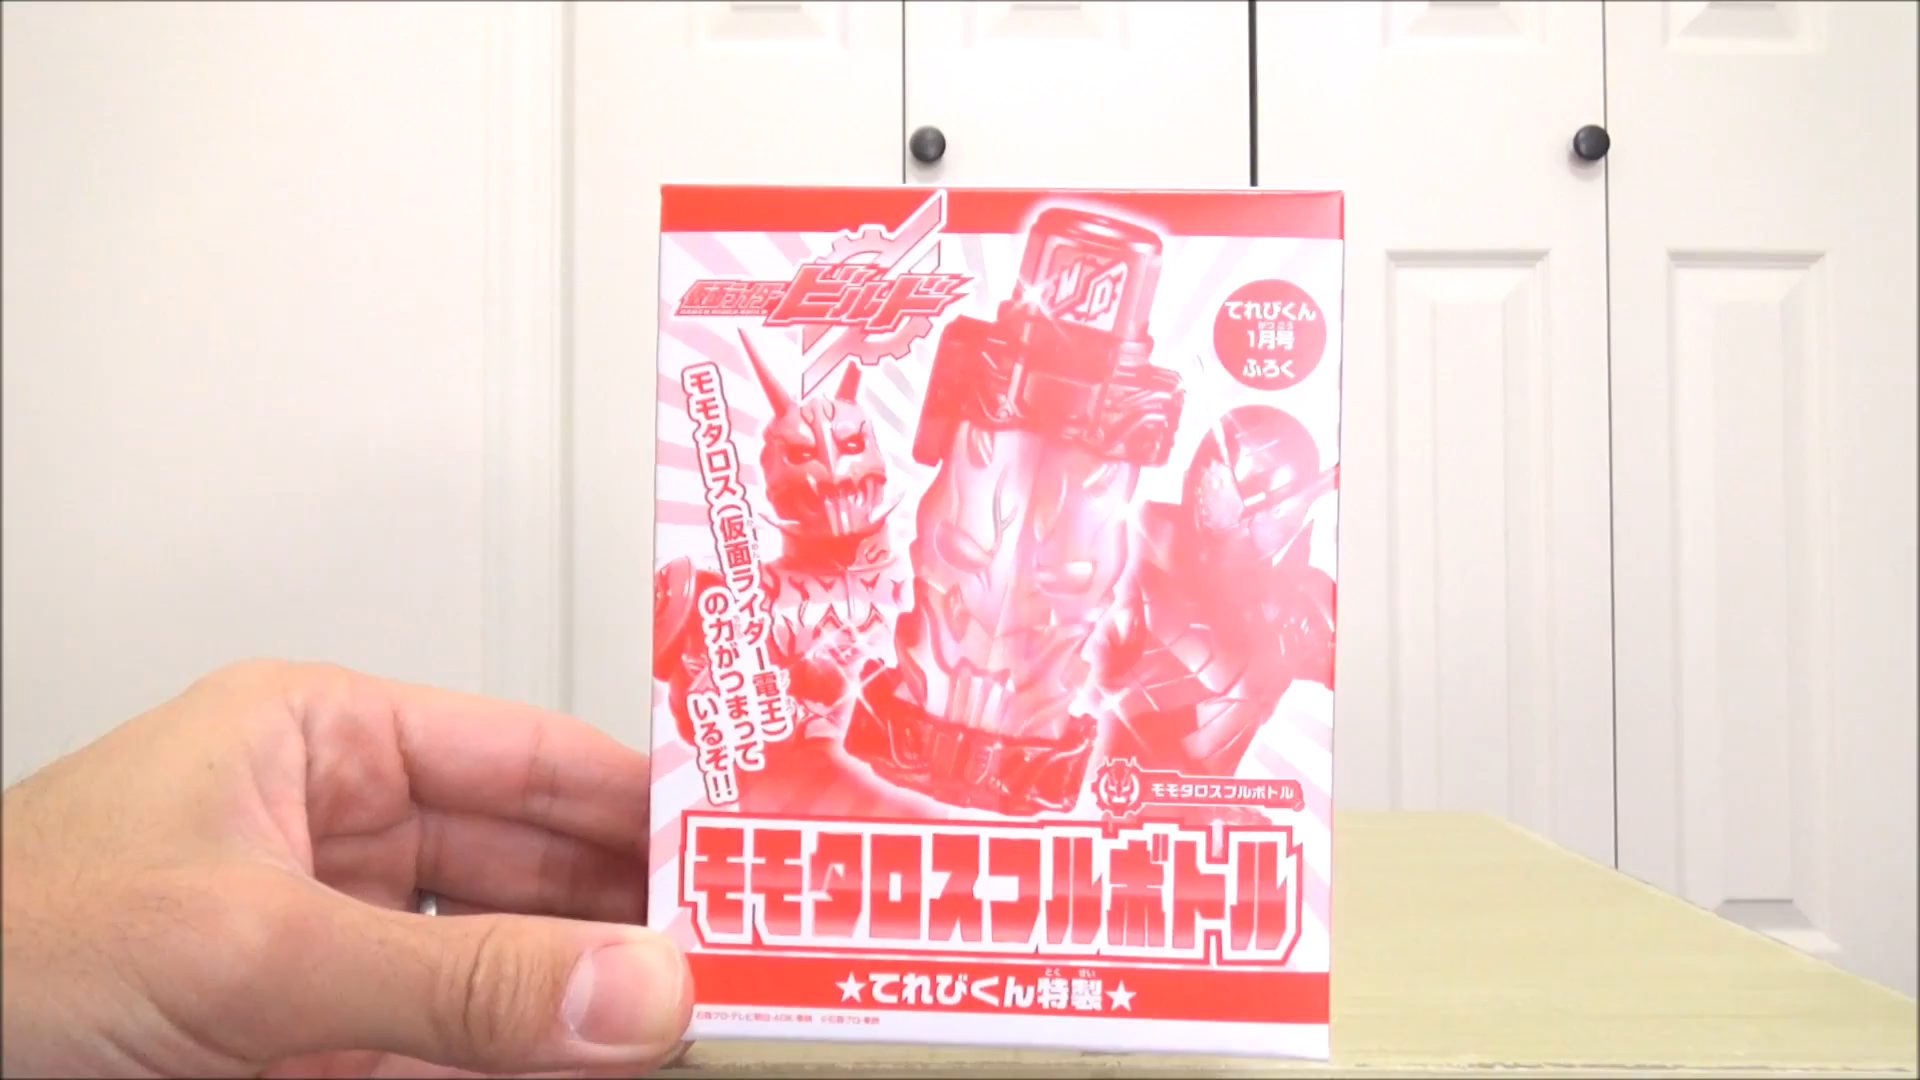 仮面ライダー
ビルド
てれびくん
1月号
ふろく
モモタロス(仮面ライダー電王)
の力がつまって
いるぞ!!
モモタロスフルボトル
モモタロスフルボトル
★てれびくん特製★